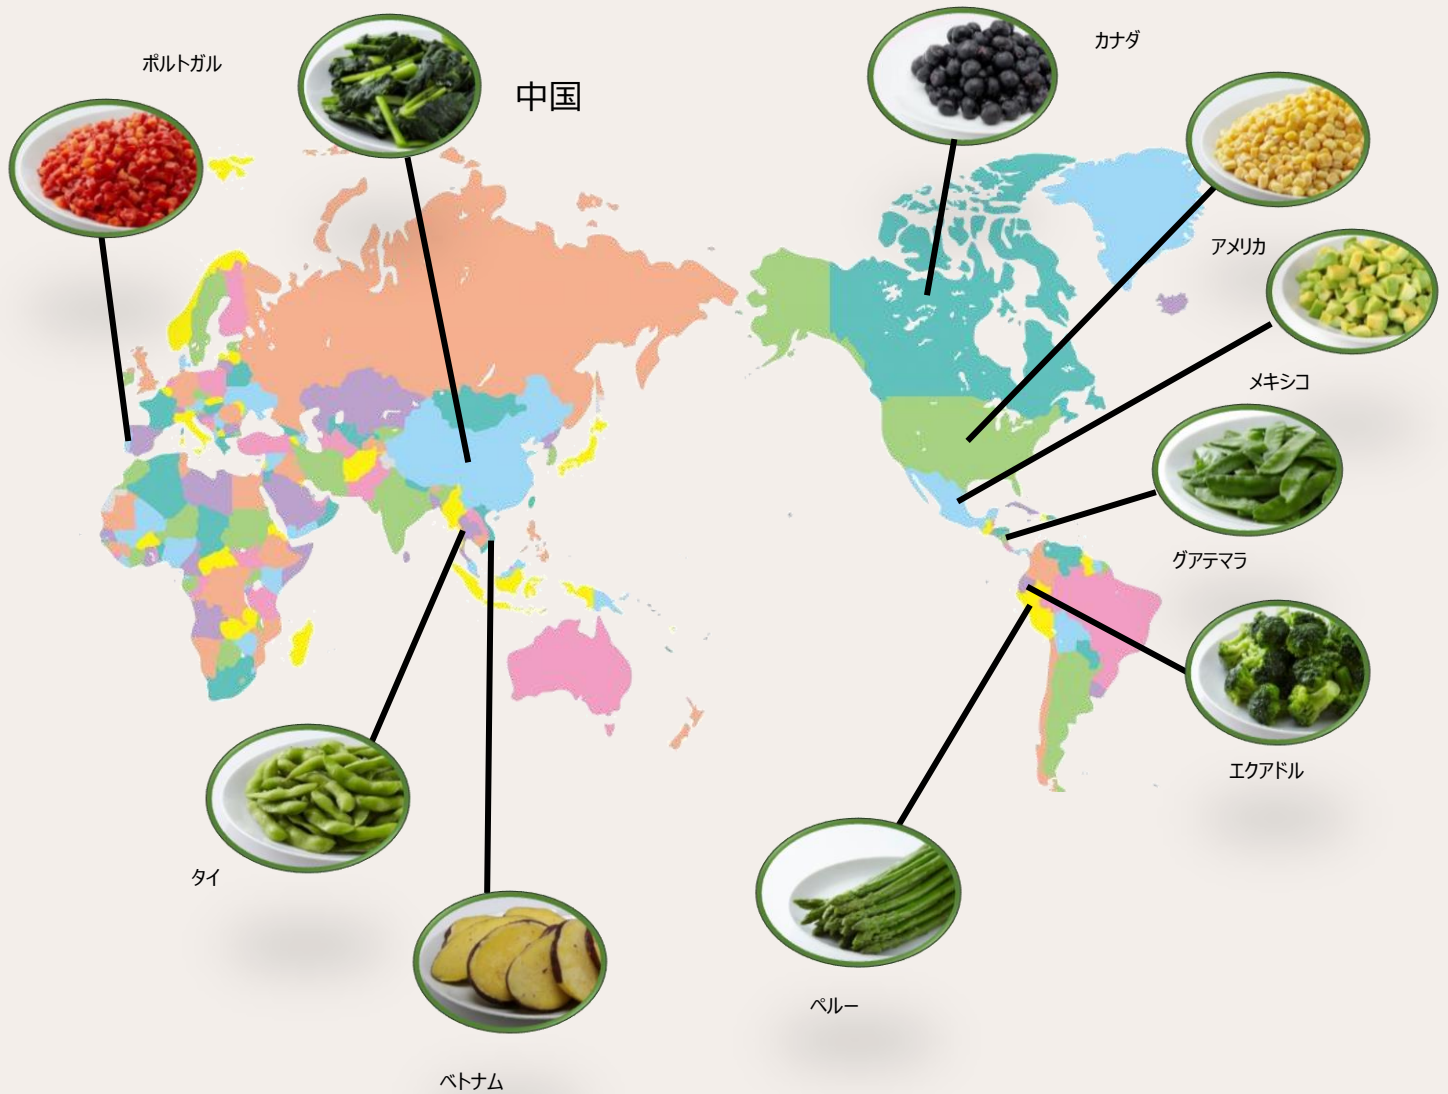 カナダ
ポルトガル
中国
アメリカ
メキシコ
グアテマラ
エクアドル
タイ
ペルー
ベトナム